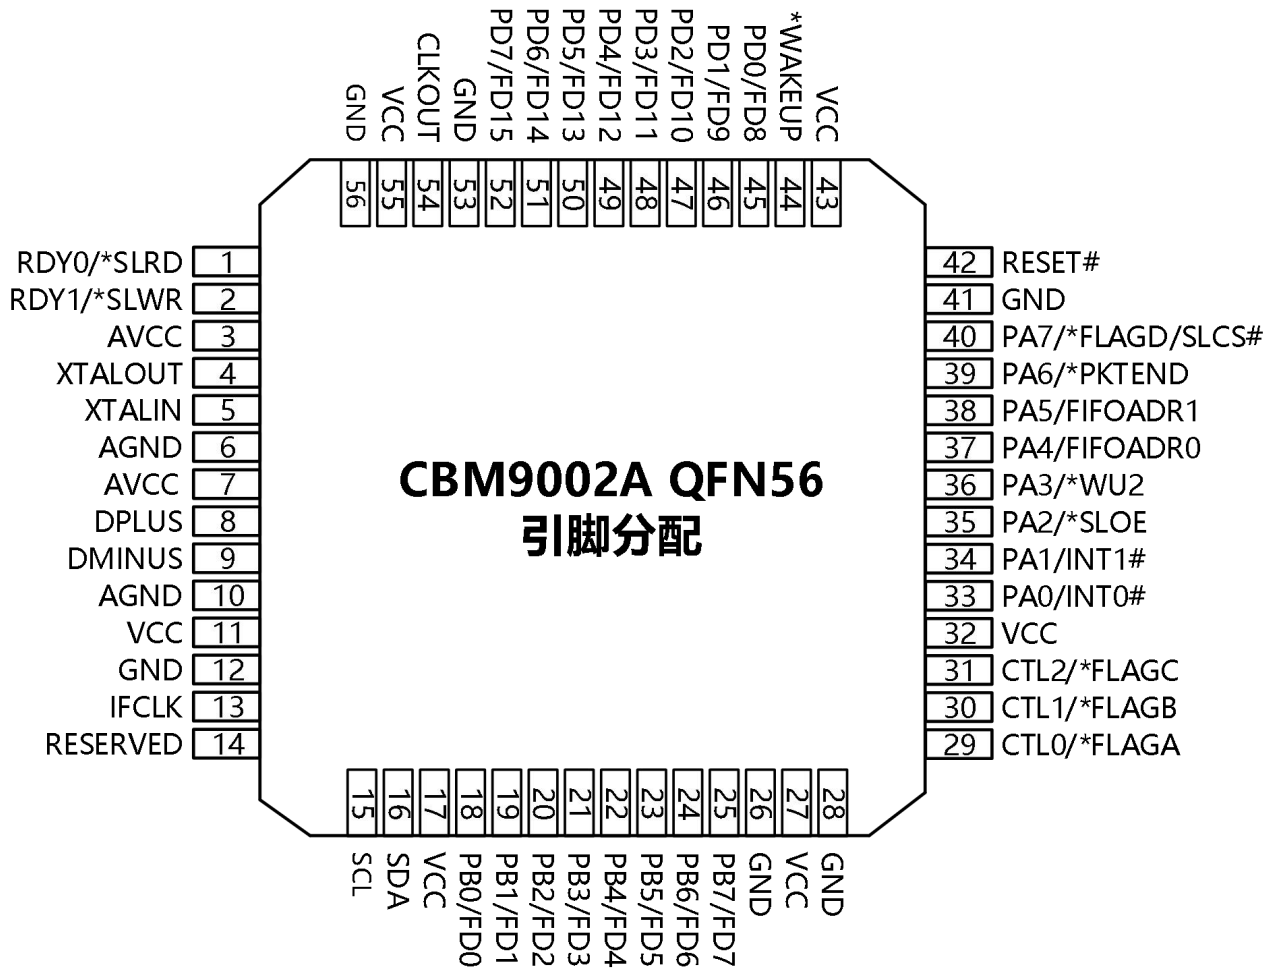 GND
VCC
CLKOUT
GND
PD7/FD15
PD6/FD14
PD5/FD13
PD4/FD12
PD3/FD11
PD2/FD10
PD1/FD9
PD0/FD8
*WAKEUP
VCC
56
55
54
53
52
51
50
49
48
47
46
45
44
43
RDY0/*SLRD 1
RDY1/*SLWR 2
AVCC 3
XTALOUT 4
XTALIN 5
AGND 6
AVCC 7
DPLUS 8
DMINUS 9
AGND 10
VCC 11
GND 12
IFCLK 13
RESERVED 14
CBM9002A QFN56
引脚分配
42 RESET#
41 GND
40 PA7/*FLAGD/SLCS#
39 PA6/*PKTEND
38 PA5/FIFOADR1
37 PA4/FIFOADR0
36 PA3/*WU2
35 PA2/*SLOE
34 PA1/INT1#
33 PA0/INT0#
32 VCC
31 CTL2/*FLAGC
30 CTL1/*FLAGB
29 CTL0/*FLAGA
15
16
17
18
19
20
21
22
23
24
25
26
27
28
SCL
SDA
VCC
PB0/FD0
PB1/FD1
PB2/FD2
PB3/FD3
PB4/FD4
PB5/FD5
PB6/FD6
PB7/FD7
GND
VCC
GND